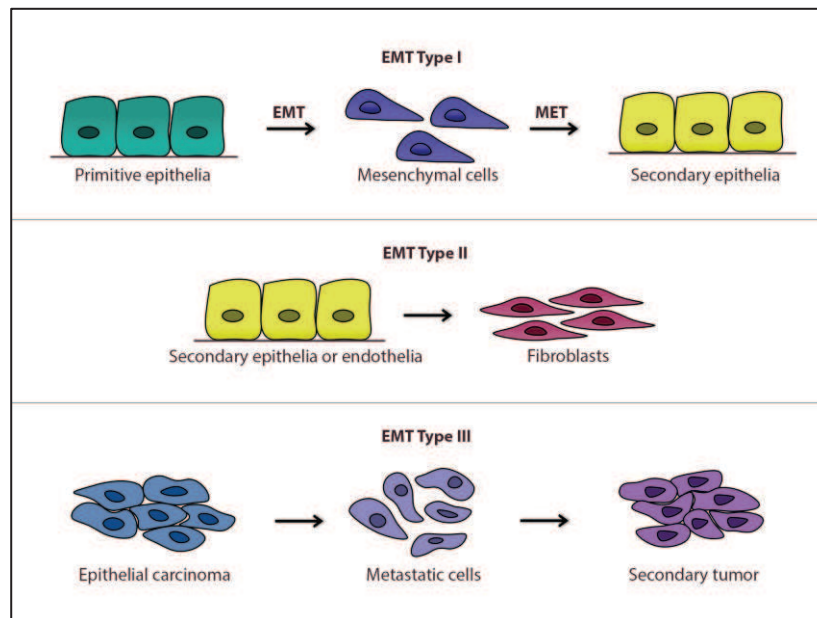 EMT Type I
EMT
MET
Primitive epithelia
Mesenchymal cells
Secondary epithelia
EMT Type II
Secondary epithelia or endothelia
Fibroblasts
EMT Type III
Epithelial carcinoma
Metastatic cells
Secondary tumor